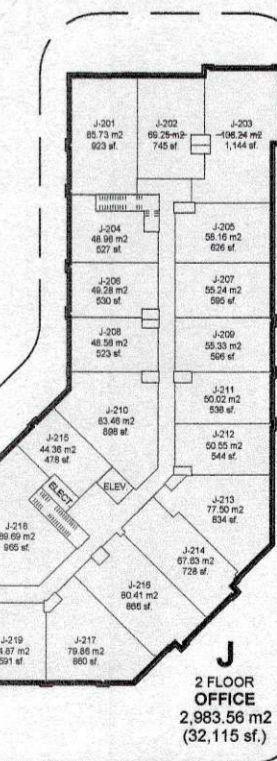 J-201
85.73 m2
923 sf.
J-202
69.25 m2
745 sf.
J-203
106.24 m2
1,144 sf.
J-204
48.96 m2
527 sf.
J-205
58.16 m2
626 sf.
J-206
49.28 m2
530 sf.
J-207
55.24 m2
595 sf.
J-208
48.58 m2
523 sf.
J-209
55.33 m2
596 sf.
J-210
83.46 m2
898 sf.
J-211
50.02 m2
538 sf.
J-212
50.55 m2
544 sf.
J-215
44.36 m2
478 sf.
ELECT
ELEV.
J-213
77.50 m2
834 sf.
J-218
89.69 m2
965 sf.
J-214
67.63 m2
728 sf.
J-216
80.41 m2
866 sf.
J-219
4.87 m2
591 sf.
J-217
79.86 m2
860 sf.
J
2 FLOOR
OFFICE
2,983.56 m2
(32,115 sf.)